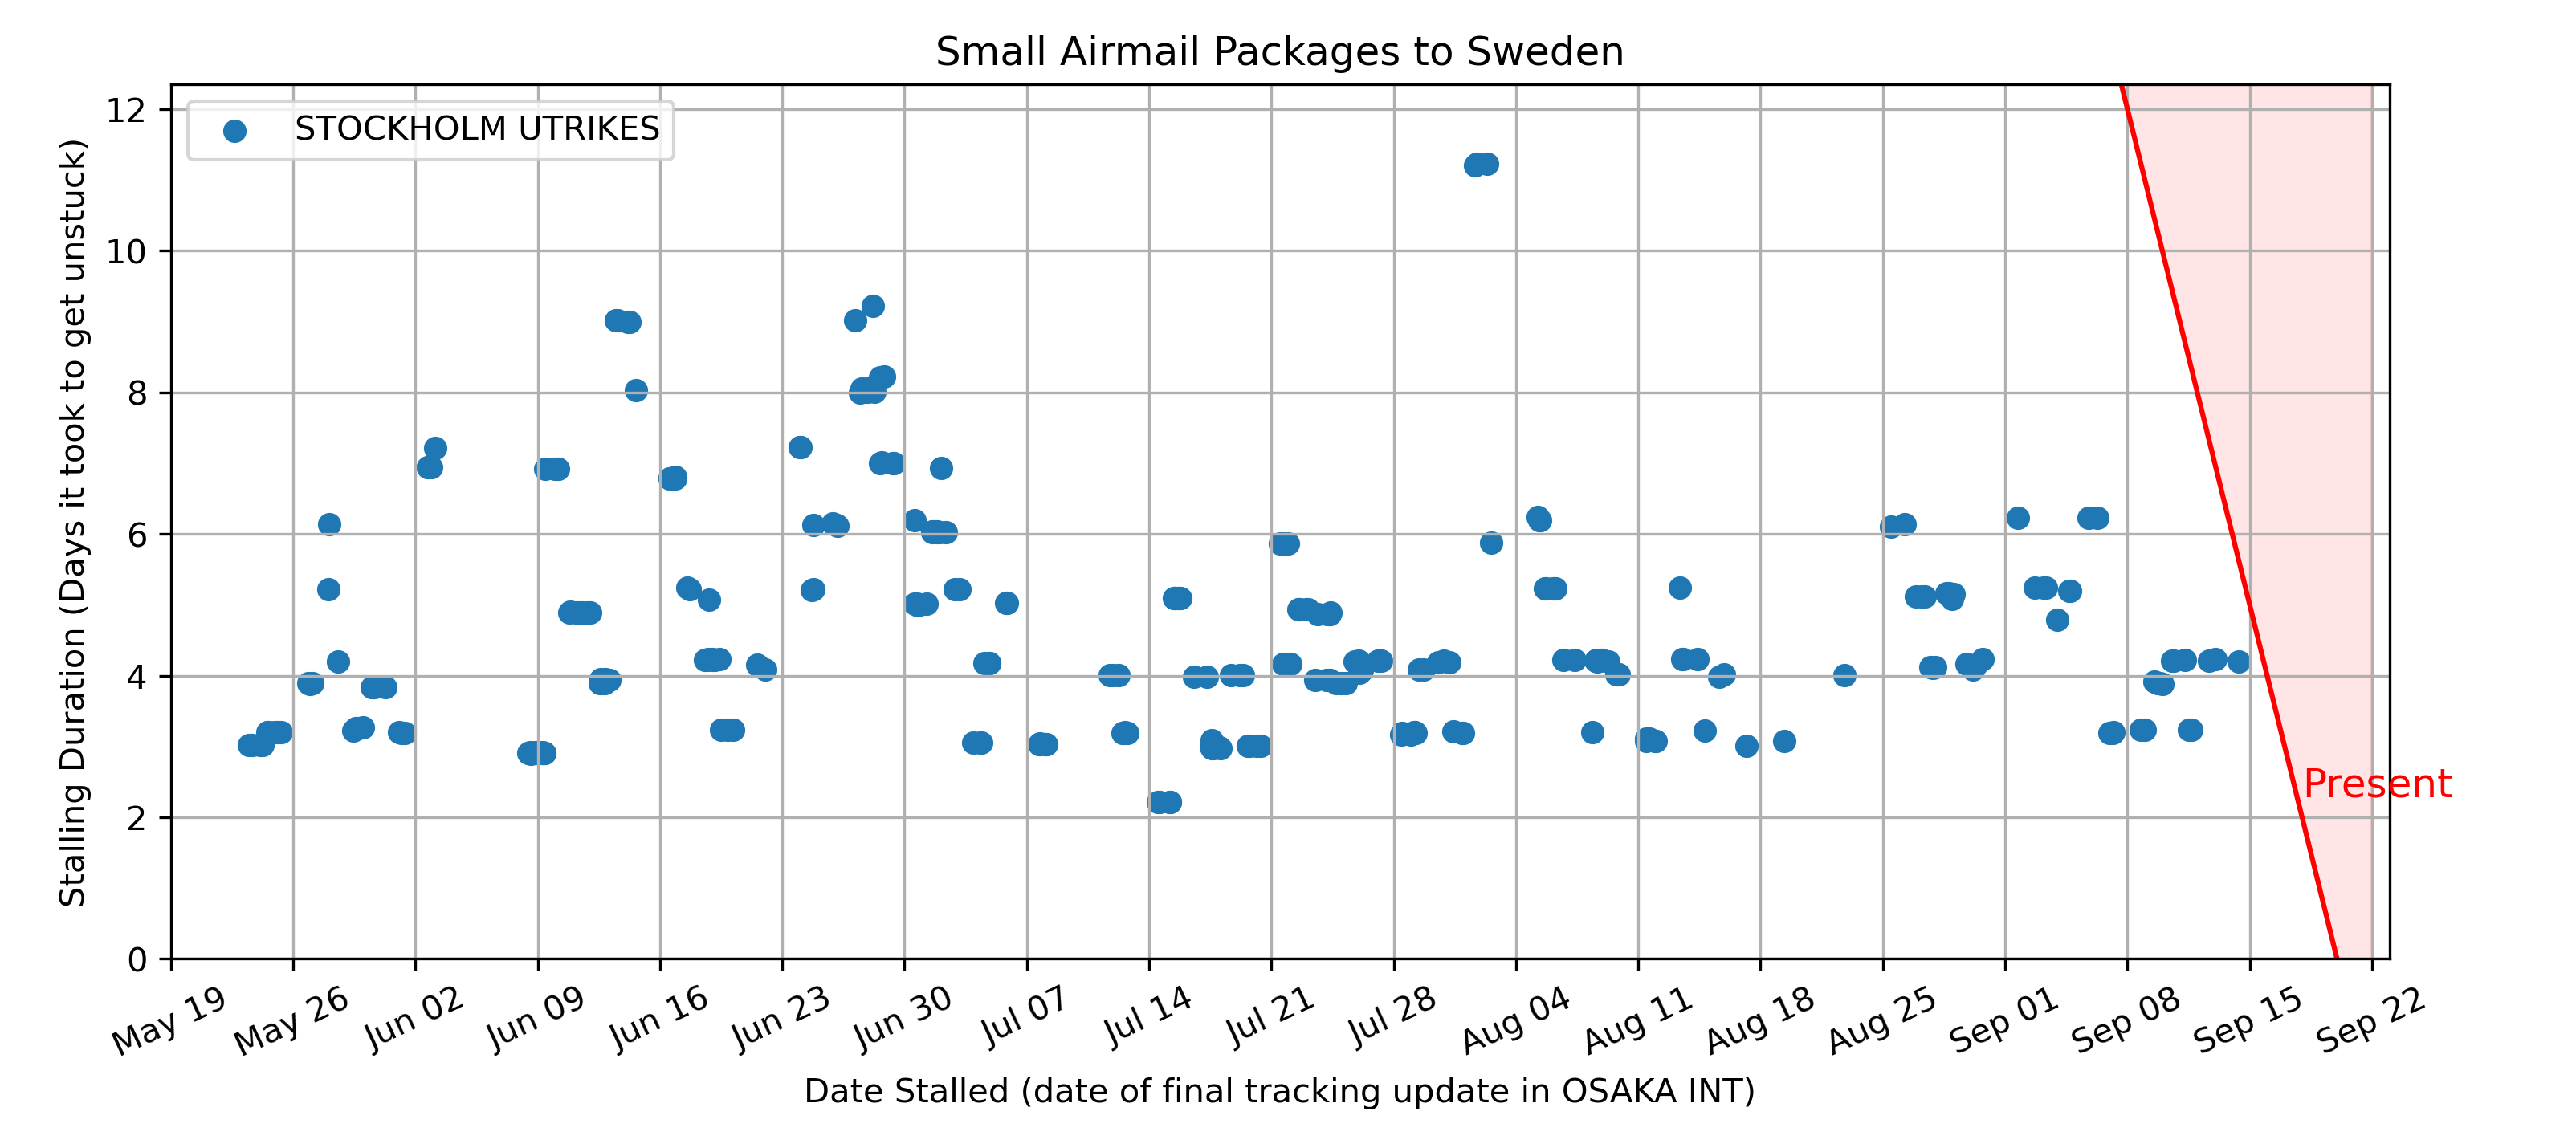 Small Airmail Packages to Sweden
STOCKHOLM UTRIKES
Stalling Duration (Days it took to get unstuck)
12
10
8
6
4
2
0
Present
May 19
May 26
Jun 02
Jun 09
Jun 16
Jun 23
Jun 30
Jul 07
Jul 14
Jul 21
Jul 28
Aug 04
Aug 11
Aug 18
Aug 25
Sep 01
Sep 08
Sep 15
Sep 22
Date Stalled (date of final tracking update in OSAKA INT)